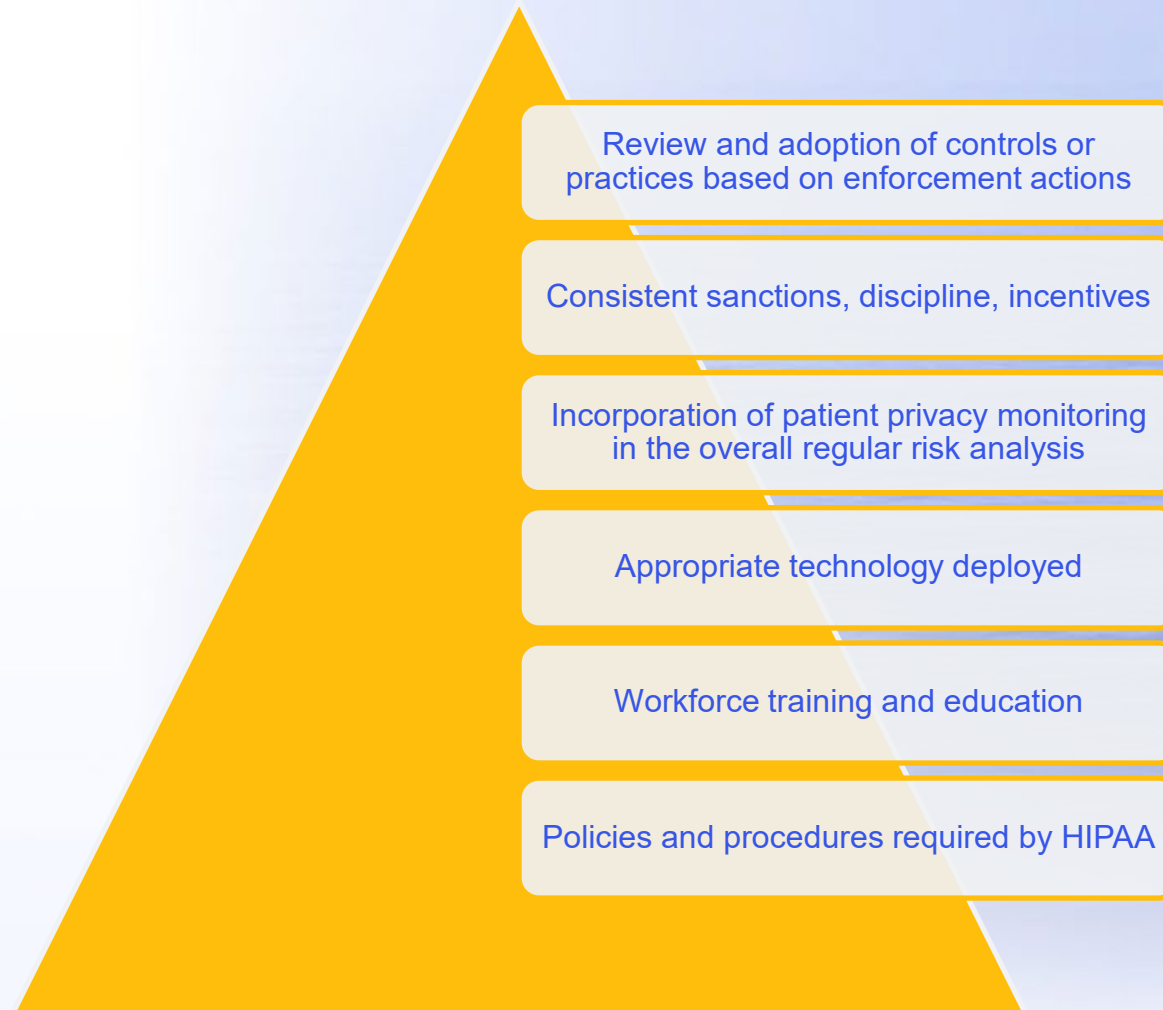 Review and adoption of controls or
practices based on enforcement actions
Consistent sanctions, discipline, incentives
Incorporation of patient privacy monitoring
in the overall regular risk analysis
Appropriate technology deployed
Workforce training and education
Policies and procedures required by HIPAA